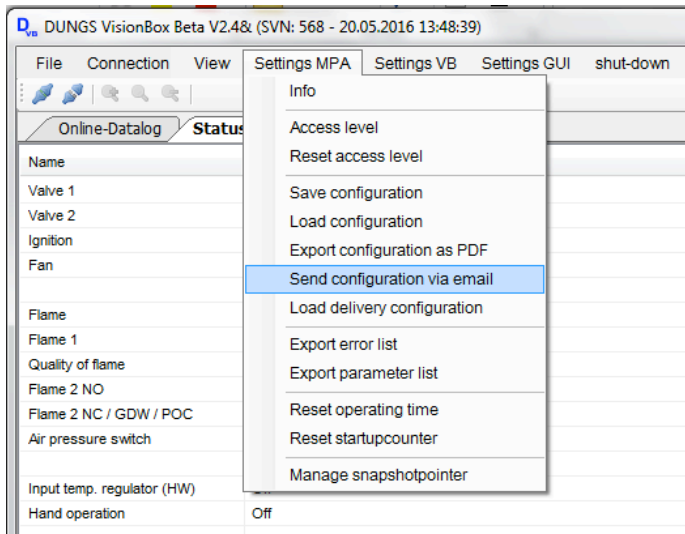 DVB DUNGS VisionBox Beta V2.4& (SVN: 568 - 20.05.2016 13:48:39)
File Connection View Settings MPA Settings VB Settings GUI shut-down
Info
Online-Datalog Status
Access level
Reset access level
Name
Valve 1
Save configuration
Valve 2
Load configuration
Ignition
Export configuration as PDF
Fan
Send configuration via email
Load delivery configuration
Flame
Flame 1
Export error list
Quality of flame
Export parameter list
Flame 2 NO
Flame 2 NC / GDW / POC
Reset operating time
Air pressure switch
Reset startupcounter
Manage snapshotpointer
Input temp. regulator (HW)
Hand operation Off